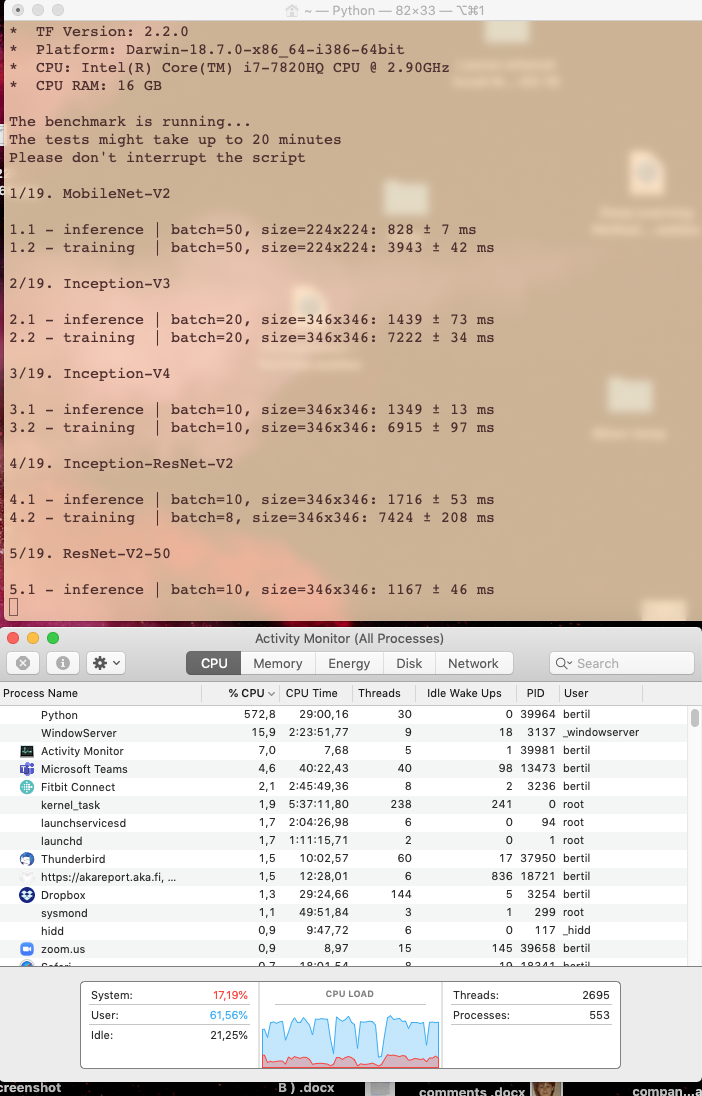 ~ — Python — 82×33 — ⌥⌘1
* TF Version: 2.2.0
* Platform: Darwin-18.7.0-x86_64-i386-64bit
* CPU: Intel(R) Core(TM) i7-7820HQ CPU @ 2.90GHz
* CPU RAM: 16 GB
The benchmark is running...
The tests might take up to 20 minutes
Please don't interrupt the script
1/19. MobileNet-V2
1.1 - inference | batch=50, size=224x224: 828 ± 7 ms
1.2 - training | batch=50, size=224x224: 3943 ± 42 ms
2/19. Inception-V3
2.1 - inference | batch=20, size=346x346: 1439 ± 73 ms
2.2 - training | batch=20, size=346x346: 7222 ± 34 ms
3/19. Inception-V4
3.1 - inference | batch=10, size=346x346: 1349 ± 13 ms
3.2 - training | batch=10, size=346x346: 6915 ± 97 ms
4/19. Inception-ResNet-V2
4.1 - inference | batch=10, size=346x346: 1716 ± 53 ms
4.2 - training | batch=8, size=346x346: 7424 ± 208 ms
5/19. ResNet-V2-50
5.1 - inference | batch=10, size=346x346: 1167 ± 46 ms
Activity Monitor (All Processes)
CPU Memory Energy Disk Network Search
Process Name % CPU CPU Time Threads Idle Wake Ups PID User
Python 572,8 29:00,16 30 0 39964 bertil
WindowServer 15,9 2:23:51,77 9 18 3137 _windowserver
Activity Monitor 7,0 7,68 5 1 39981 bertil
Microsoft Teams 4,6 40:22,43 40 98 13473 bertil
Fitbit Connect 2,1 2:45:49,36 8 2 3236 bertil
kernel_task 1,9 5:37:11,80 238 241 0 root
launchservicesd 1,7 2:04:26,98 6 0 94 root
launchd 1,7 1:11:15,71 2 0 1 root
Thunderbird 1,5 10:02,57 60 17 37950 bertil
https://akareport.aka.fi, ... 1,5 12:28,01 6 836 18721 bertil
Dropbox 1,3 29:24,66 144 5 3254 bertil
sysmond 1,1 49:51,84 3 1 299 root
hidd 0,9 9:47,72 6 0 117 _hidd
zoom.us 0,9 8,97 15 145 39658 bertil
Safari 0,7 18:01,54 8 19 18341 bertil
System: 17,19% CPU LOAD Threads: 2695
User: 61,56% Processes: 553
Idle: 21,25%
creenshot B ) .docx comments .docx compan...a